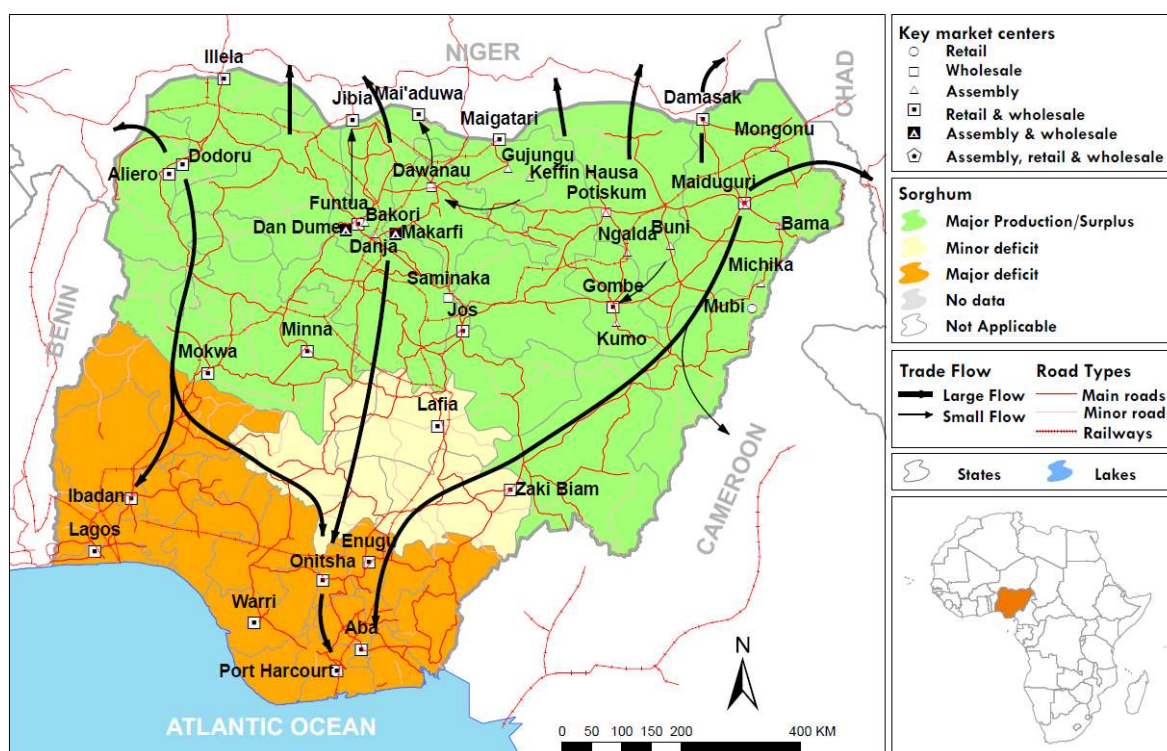 NIGER
CHAD
Illela
Jibia
Mai'aduwa
Maigatari
Damasak
Mongonu
Dodoru
Aliero
Gujungu
Dawanau
Keffin Hausa
Potiskum
Maiduguri
Funtua
Bakori
Dan Dume
Makarfi
Danja
Ngalda
Buni
Bama
Saminaka
Michika
Gombe
Mubi
Jos
Minna
Kumo
BENIN
Mokwa
Lafia
CAMEROON
Zaki Biam
Ibadan
Lagos
Enugu
Onitsha
Warri
Aba
Port Harcourt
ATLANTIC OCEAN
N
0 50 100 200 400 KM
Key market centers
Retail
Wholesale
Assembly
Retail & wholesale
Assembly & wholesale
Assembly, retail & wholesale
Sorghum
Major Production/Surplus
Minor deficit
Major deficit
No data
Not Applicable
Trade Flow Road Types
Large Flow Main roads
Small Flow Minor road
Railways
States Lakes